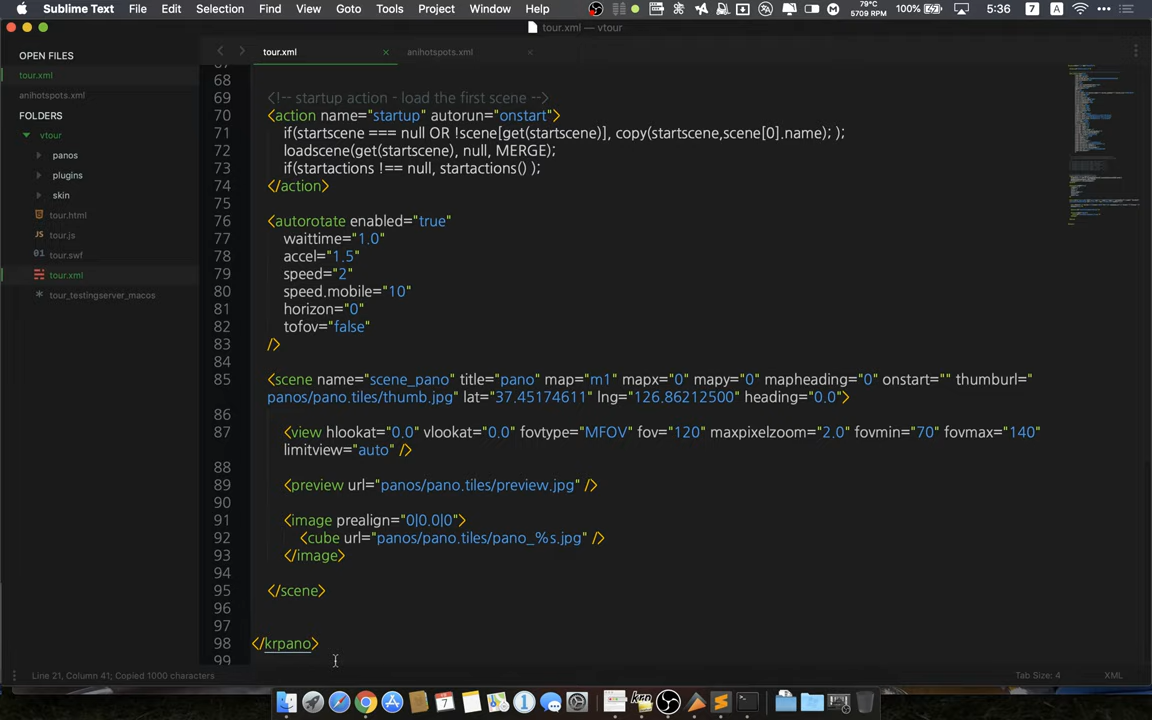 Sublime Text File Edit Selection Find View Goto Tools Project Window Help 79°C 5709 RPM 100% 5:36 7 A
tour.xml — vtour
OPEN FILES
tour.xml
anihotspots.xml
FOLDERS
vtour
panos
plugins
skin
tour.html
JS tour.js
01 tour.swf
tour.xml
tour_testingserver_macos
tour.xml × anihotspots.xml ×
68
69 <!-- startup action - load the first scene -->
70 <action name="startup" autorun="onstart">
71 if(startscene === null OR !scene[get(startscene)], copy(startscene,scene[0].name); );
72 loadscene(get(startscene), null, MERGE);
73 if(startactions !== null, startactions() );
74 </action>
75
76 <autorotate enabled="true"
77 waittime="1.0"
78 accel="1.5"
79 speed="2"
80 speed.mobile="10"
81 horizon="0"
82 tofov="false"
83 />
84
85 <scene name="scene_pano" title="pano" map="m1" mapx="0" mapy="0" mapheading="0" onstart="" thumburl="
panos/pano.tiles/thumb.jpg" lat="37.45174611" lng="126.86212500" heading="0.0">
86
87 <view hlookat="0.0" vlookat="0.0" fovtype="MFOV" fov="120" maxpixelzoom="2.0" fovmin="70" fovmax="140"
limitview="auto" />
88
89 <preview url="panos/pano.tiles/preview.jpg" />
90
91 <image prealign="0|0.0|0">
92 <cube url="panos/pano.tiles/pano_%s.jpg" />
93 </image>
94
95 </scene>
96
97
98 </krpano>
99
Line 21, Column 41; Copied 1000 characters Tab Size: 4 XML